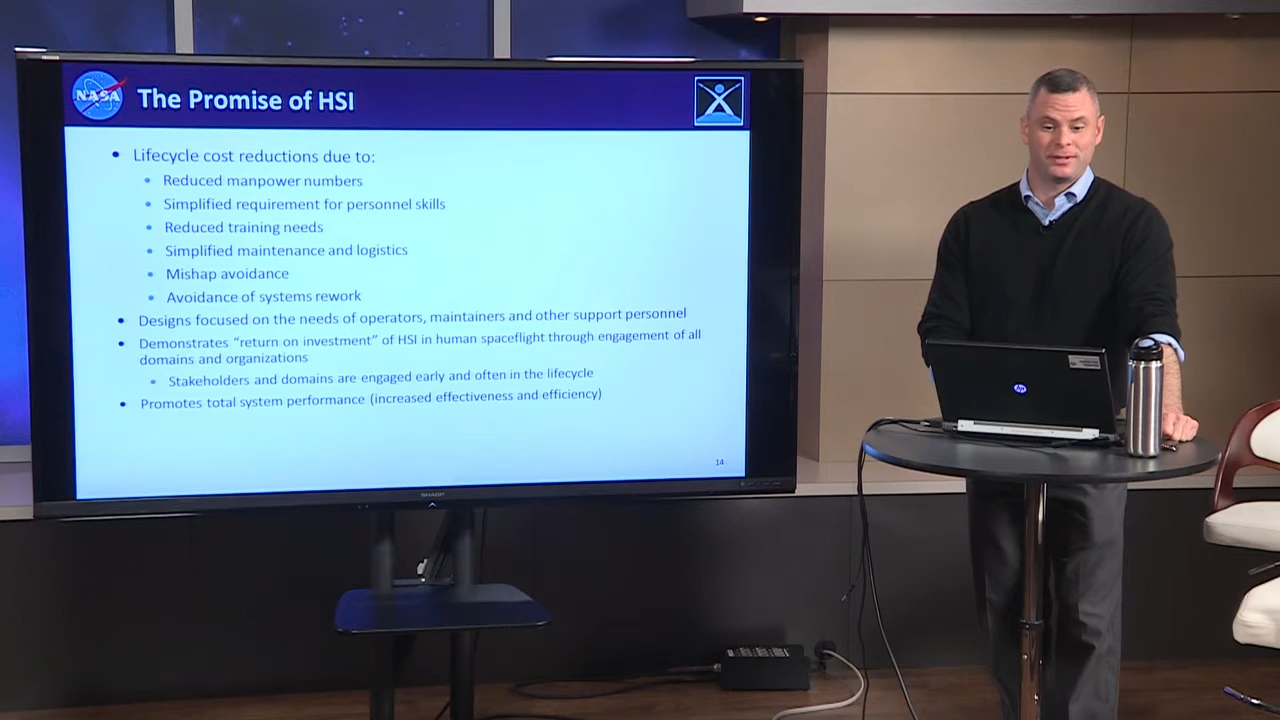 NASA
The Promise of HSI
• Lifecycle cost reductions due to:
• Reduced manpower numbers
• Simplified requirement for personnel skills
• Reduced training needs
• Simplified maintenance and logistics
• Mishap avoidance
• Avoidance of systems rework
• Designs focused on the needs of operators, maintainers and other support personnel
• Demonstrates “return on investment” of HSI in human spaceflight through engagement of all
domains and organizations
• Stakeholders and domains are engaged early and often in the lifecycle
• Promotes total system performance (increased effectiveness and efficiency)
14
SHARP
hp